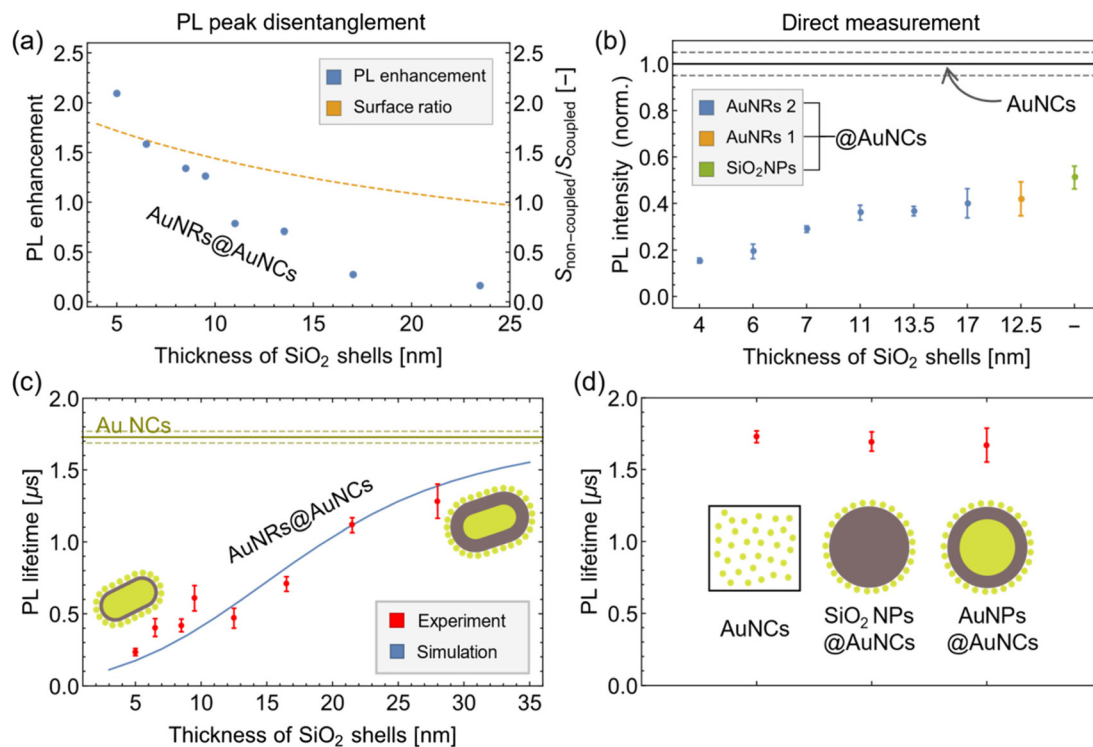 PL peak disentanglement
Direct measurement
(a)
2.5
2.0
1.5
1.0
0.5
0.0
PL enhancement
PL enhancement
Surface ratio
AuNRs@AuNCs
2.5
2.0
1.5
1.0
0.5
0.0
S_non-coupled/S_coupled [–]
5 10 15 20 25
Thickness of SiO₂ shells [nm]
(b)
1.0
0.8
0.6
0.4
0.2
0.0
PL intensity (norm.)
AuNCs
AuNRs 2
AuNRs 1
SiO₂NPs
@AuNCs
4 6 7 11 13.5 17 12.5 –
Thickness of SiO₂ shells [nm]
(c)
2.0
1.5
1.0
0.5
0.0
PL lifetime [µs]
Au NCs
AuNRs@AuNCs
Experiment
Simulation
0 5 10 15 20 25 30 35
Thickness of SiO₂ shells [nm]
(d)
2.0
1.5
1.0
0.5
0.0
PL lifetime [µs]
AuNCs
SiO₂ NPs
@AuNCs
AuNPs
@AuNCs